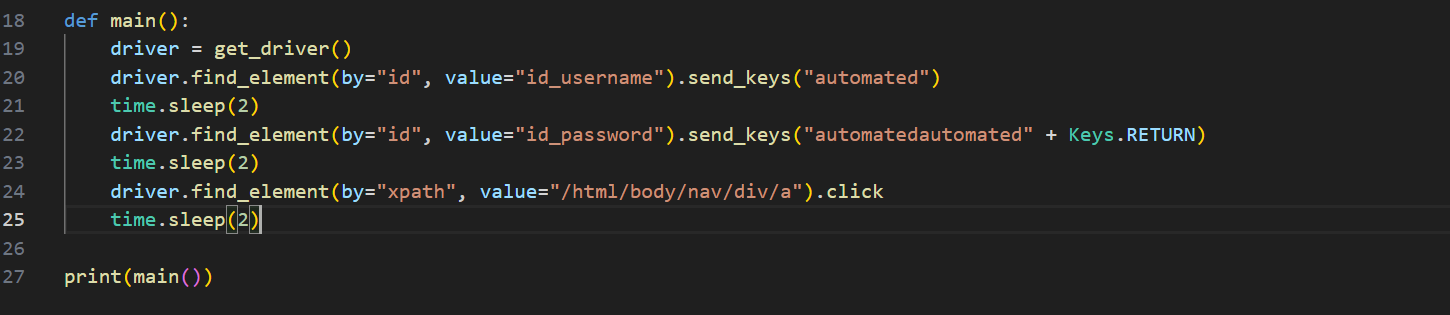 18 def main():
19     driver = get_driver()
20     driver.find_element(by="id", value="id_username").send_keys("automated")
21     time.sleep(2)
22     driver.find_element(by="id", value="id_password").send_keys("automatedautomated" + Keys.RETURN)
23     time.sleep(2)
24     driver.find_element(by="xpath", value="/html/body/nav/div/a").click
25     time.sleep(2)
26
27 print(main())